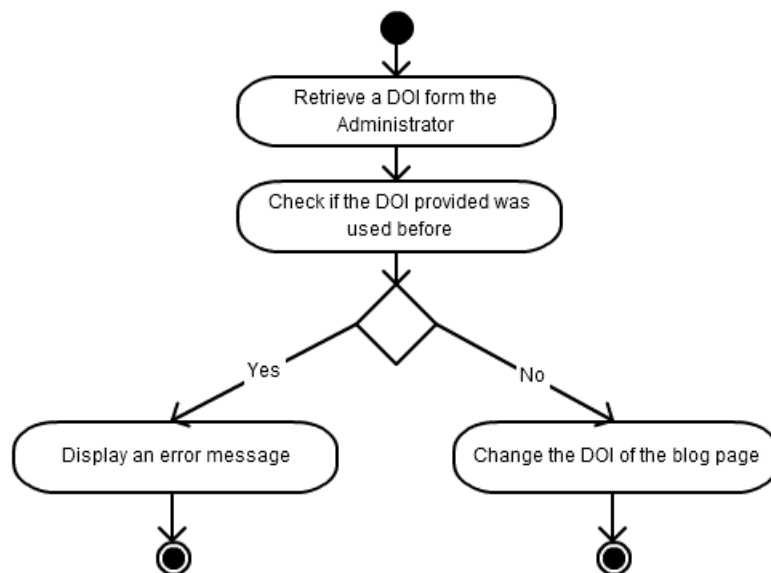 Retrieve a DOI form the
Administrator
Check if the DOI provided was
used before
Yes
No
Display an error message
Change the DOI of the blog page